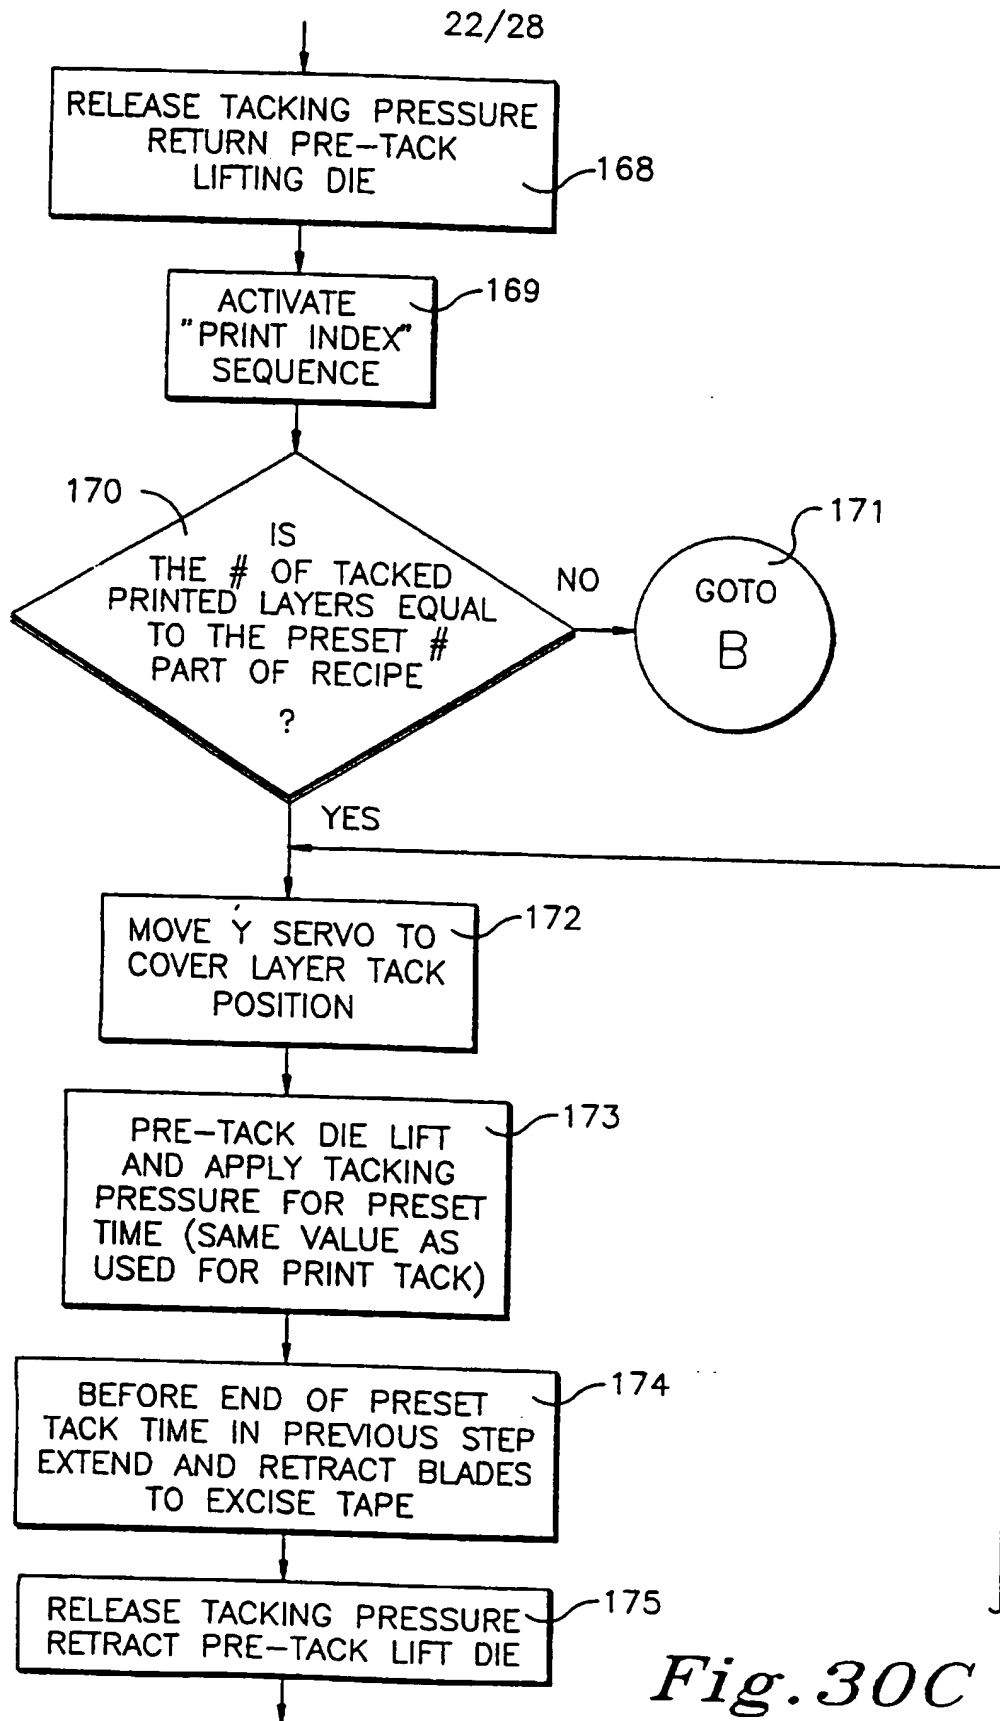 22/28
RELEASE TACKING PRESSURE
RETURN PRE-TACK
LIFTING DIE
168
ACTIVATE
"PRINT INDEX"
SEQUENCE
169
170
IS
THE # OF TACKED
PRINTED LAYERS EQUAL
TO THE PRESET #
PART OF RECIPE
?
NO
171
GOTO
B
YES
MOVE Y SERVO TO
COVER LAYER TACK
POSITION
172
PRE-TACK DIE LIFT
AND APPLY TACKING
PRESSURE FOR PRESET
TIME (SAME VALUE AS
USED FOR PRINT TACK)
173
BEFORE END OF PRESET
TACK TIME IN PREVIOUS STEP
EXTEND AND RETRACT BLADES
TO EXCISE TAPE
174
RELEASE TACKING PRESSURE
RETRACT PRE-TACK LIFT DIE
175
Fig.30C